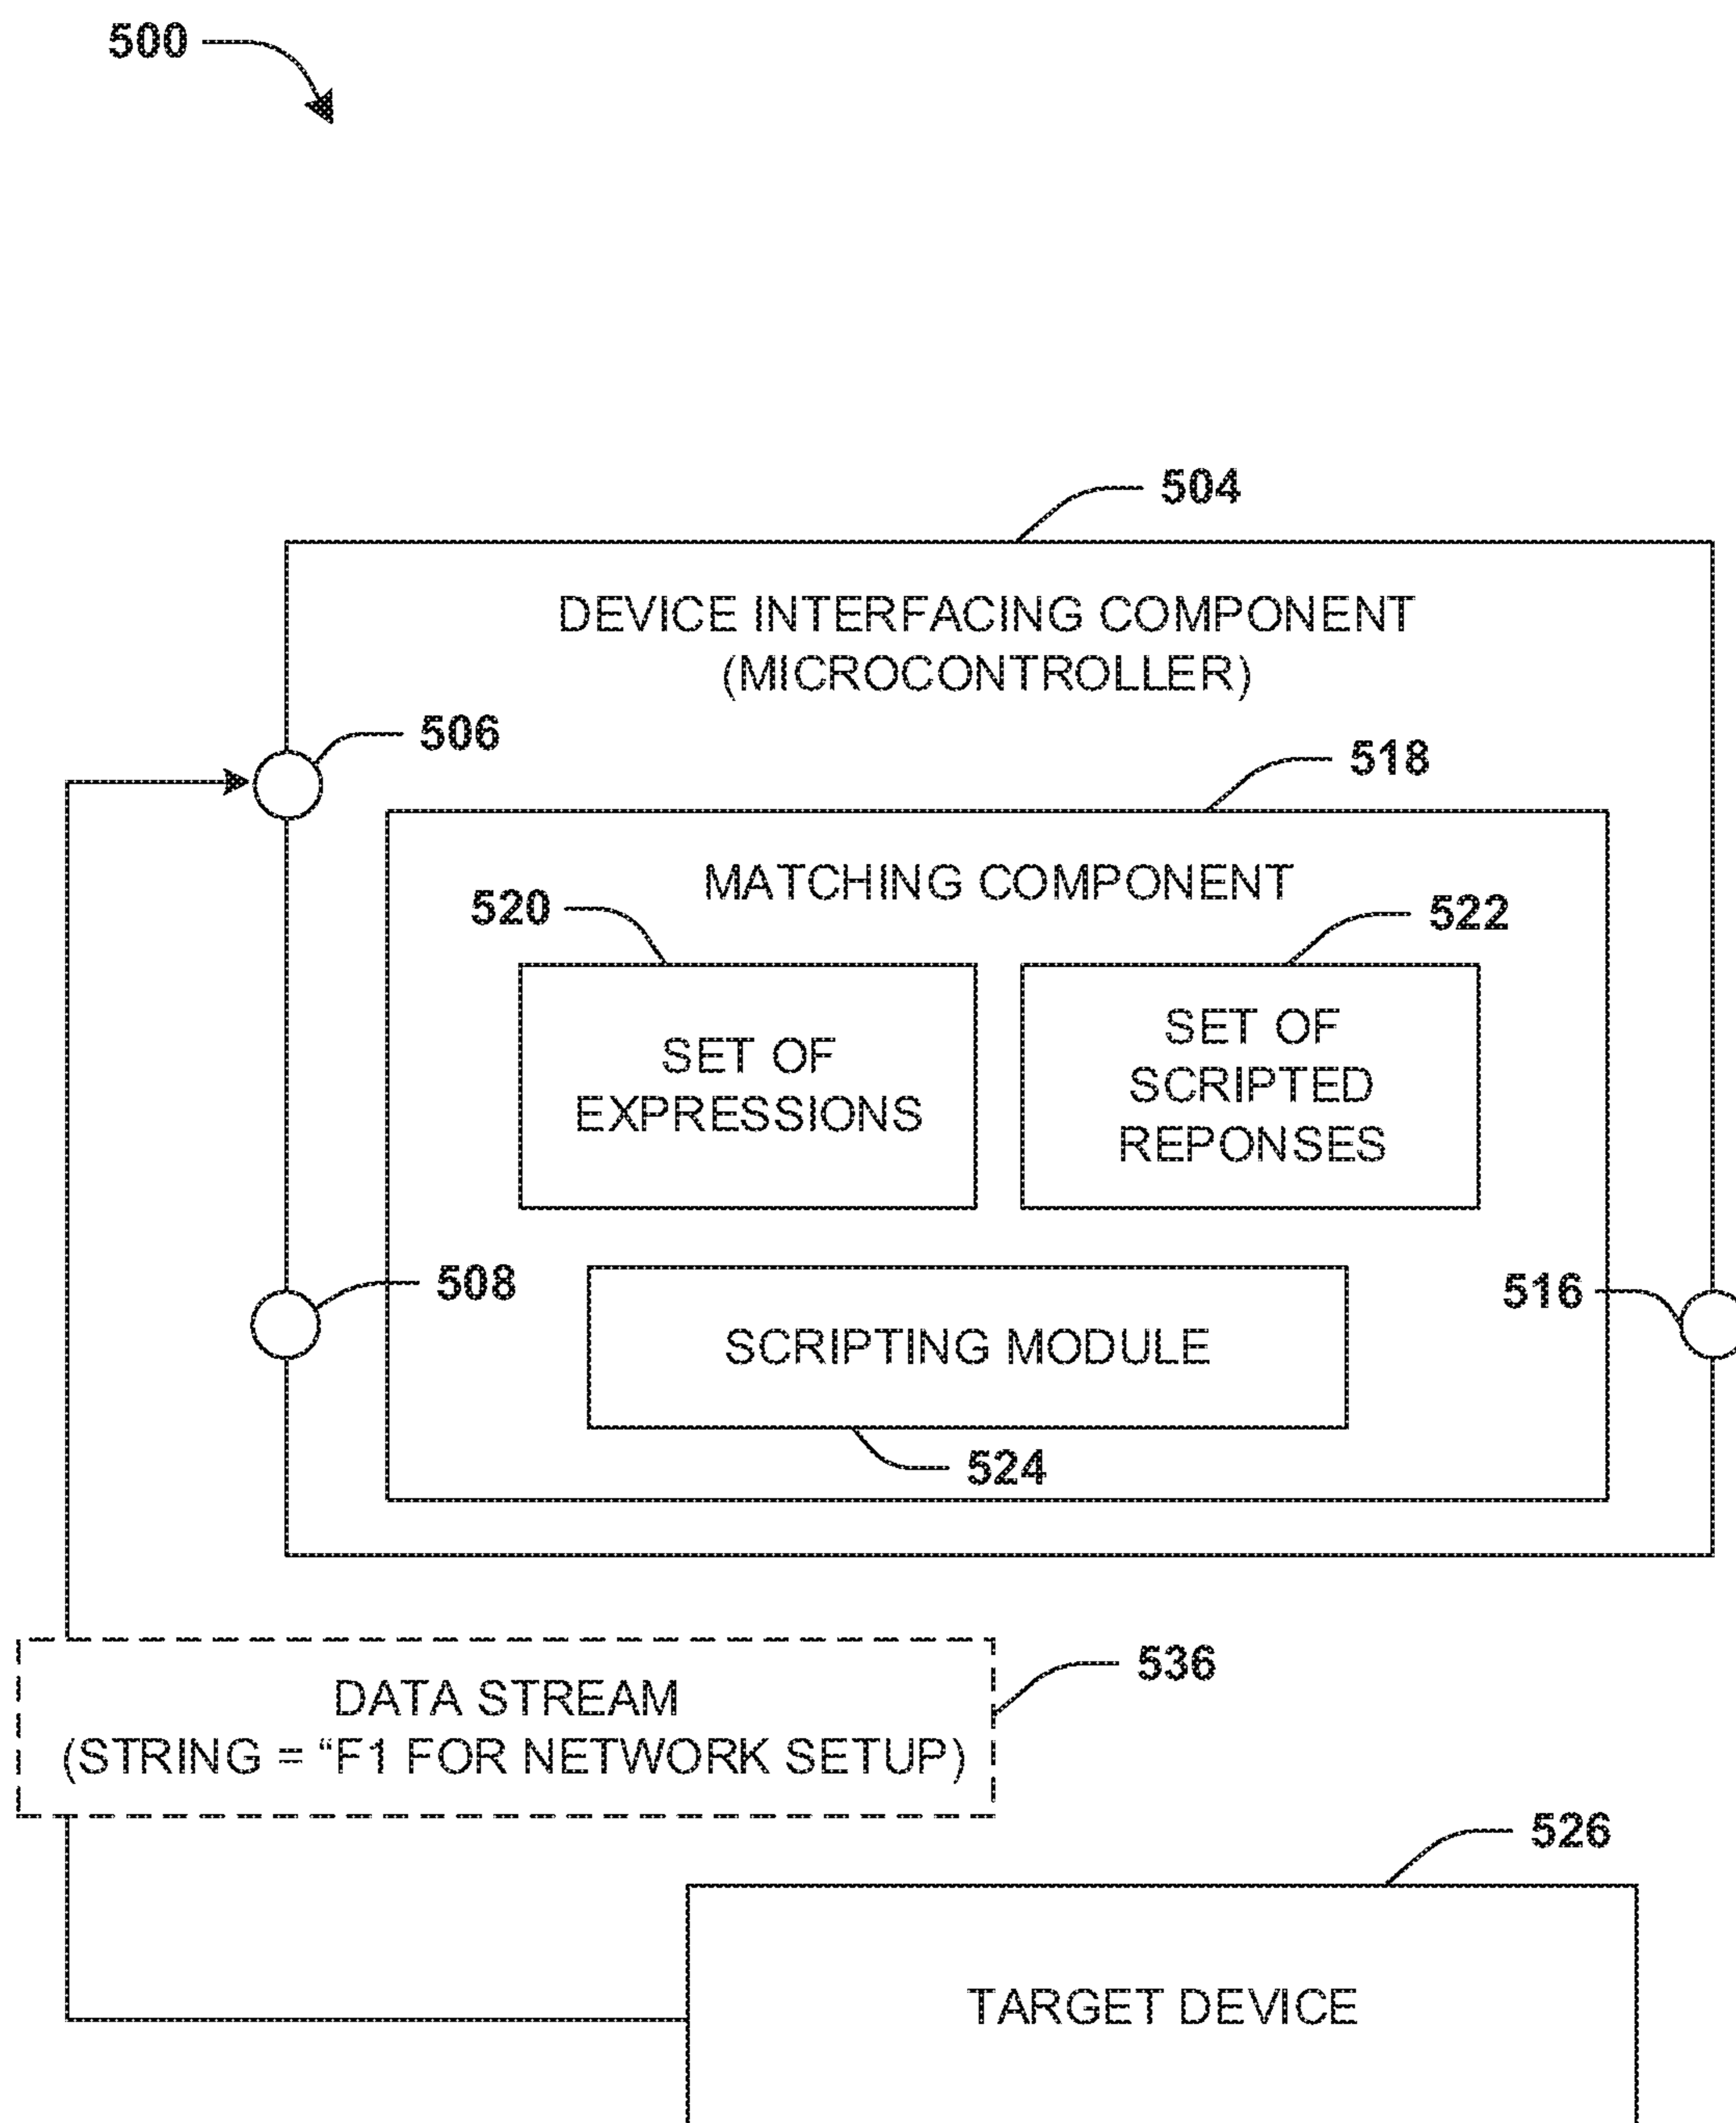 500
504
DEVICE INTERFACING COMPONENT
(MICROCONTROLLER)
506
518
MATCHING COMPONENT
520
522
SET OF
EXPRESSIONS
SET OF
SCRIPTED
REPONSES
508
516
SCRIPTING MODULE
524
536
DATA STREAM
(STRING = “F1 FOR NETWORK SETUP)
526
TARGET DEVICE